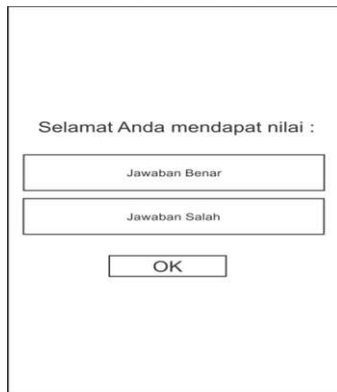 Selamat Anda mendapat nilai :
Jawaban Benar
Jawaban Salah
OK